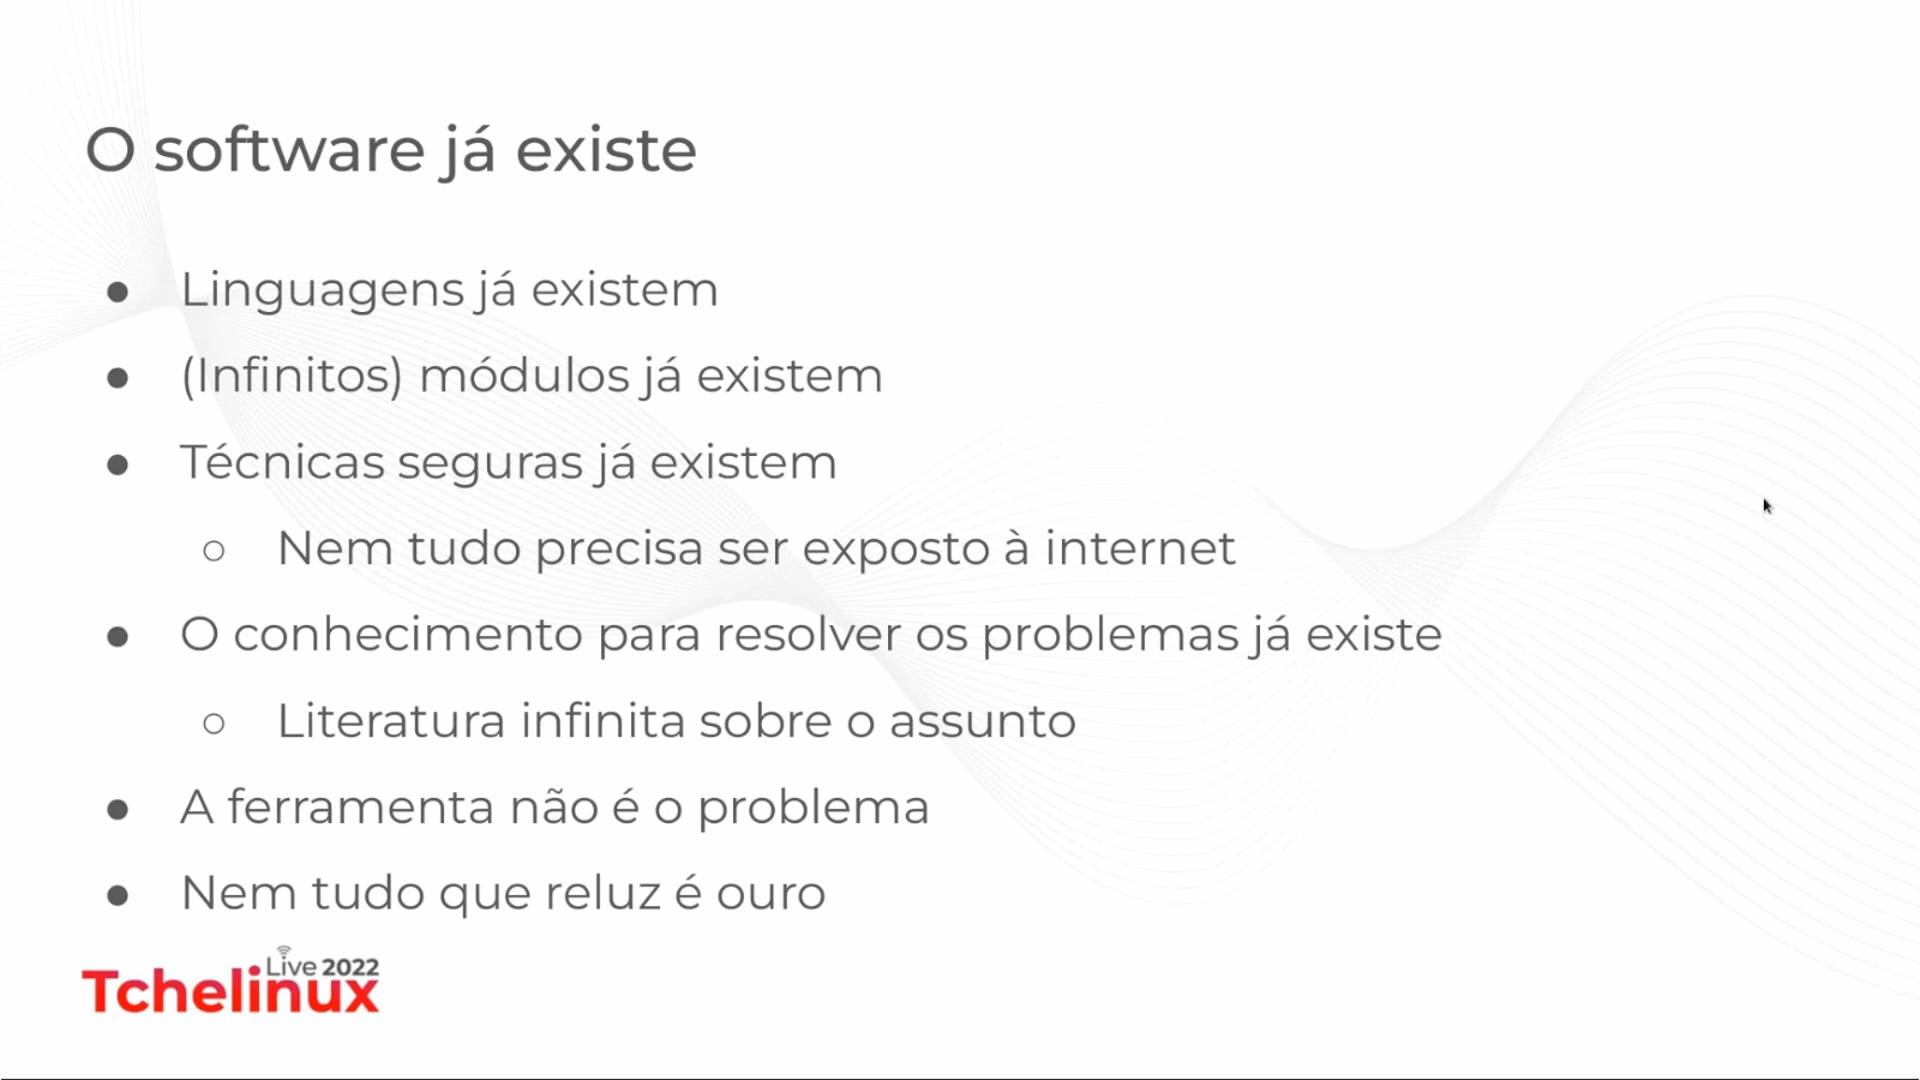 O software já existe
● Linguagens já existem
● (Infinitos) módulos já existem
● Técnicas seguras já existem
○ Nem tudo precisa ser exposto à internet
● O conhecimento para resolver os problemas já existe
○ Literatura infinita sobre o assunto
● A ferramenta não é o problema
● Nem tudo que reluz é ouro
Live 2022
Tchelinux